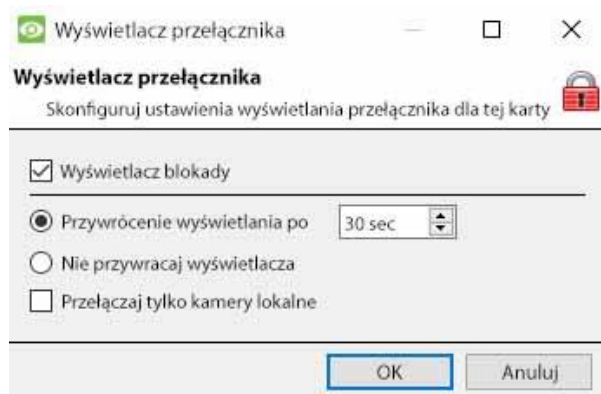 Wyświetlacz przełącznika
Wyświetlacz przełącznika
Skonfiguruj ustawienia wyświetlania przełącznika dla tej karty
Wyświetlacz blokady
Przywrócenie wyświetlania po 30 sec
Nie przywracaj wyświetlacza
Przełączaj tylko kamery lokalne
OK Anuluj